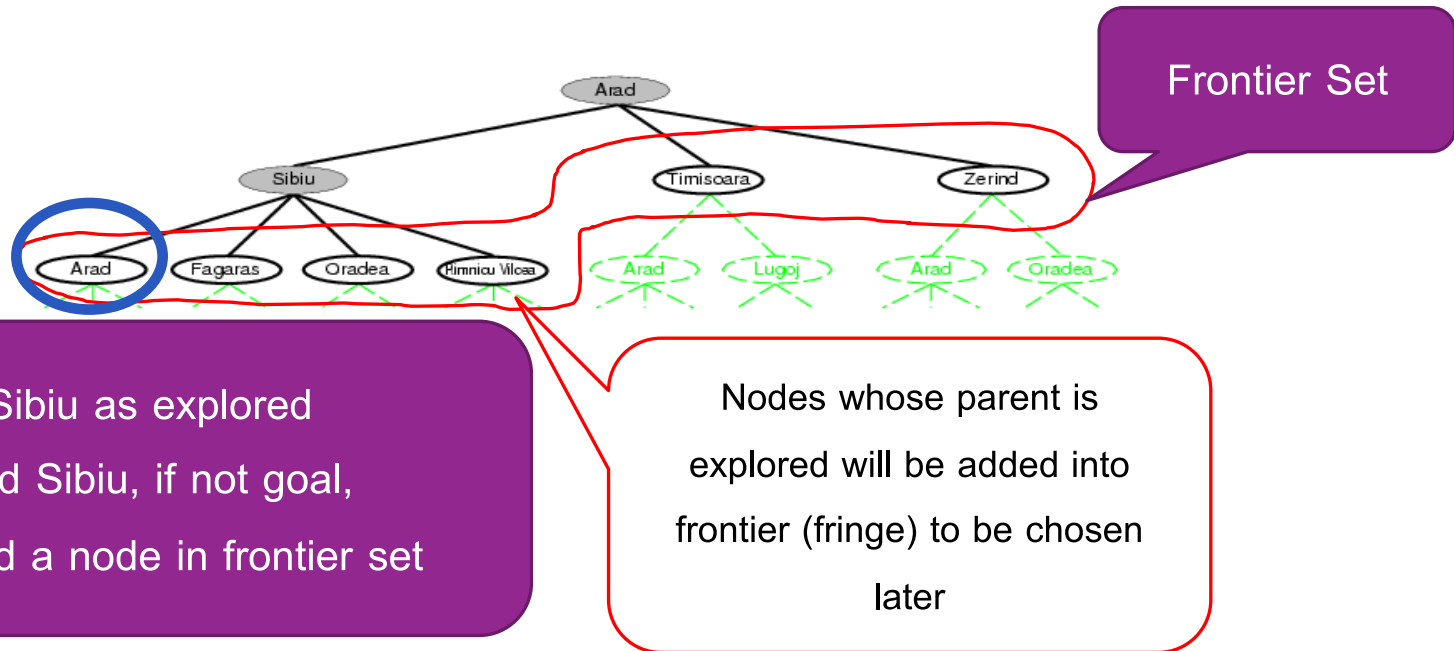 Arad
Frontier Set
Sibiu
Timisoara
Zerind
Arad
Fagaras
Oradea
Rimnicu Vilcea
Arad
Lugoj
Arad
Oradea
Sibiu as explored
d Sibiu, if not goal,
d a node in frontier set
Nodes whose parent is
explored will be added into
frontier (fringe) to be chosen
later